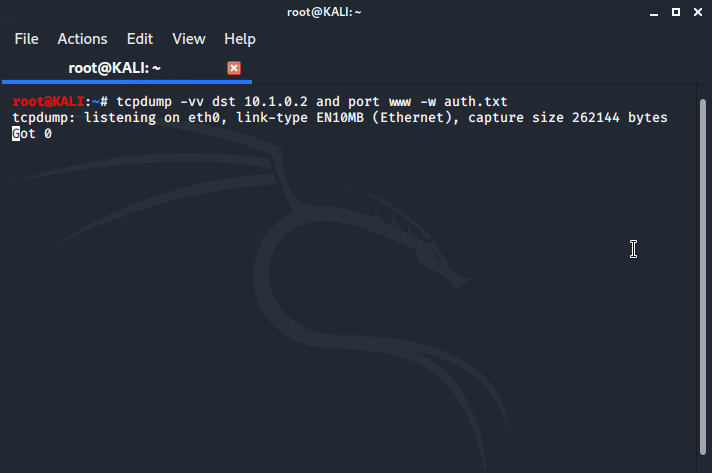 root@KALI: ~
File Actions Edit View Help
root@KALI: ~
root@KALI:~# tcpdump -vv dst 10.1.0.2 and port www -w auth.txt
tcpdump: listening on eth0, link-type EN10MB (Ethernet), capture size 262144 bytes
Got 0